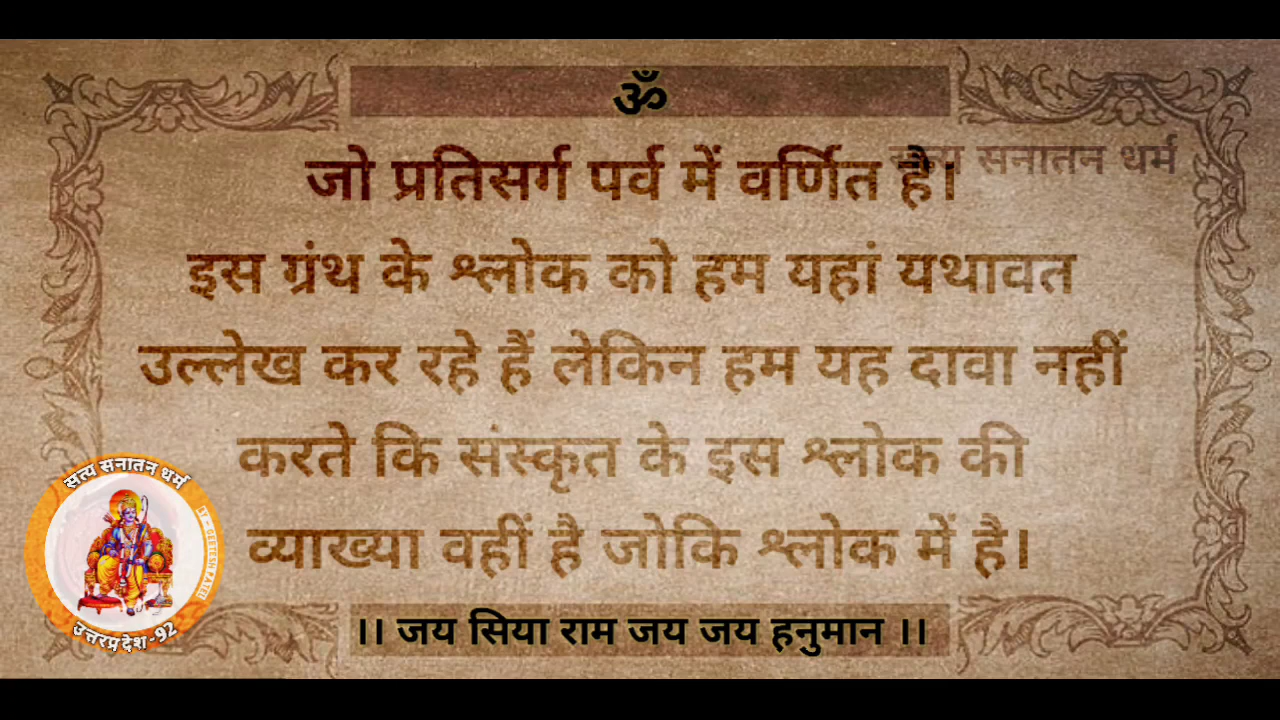 ॐ
सनातन धर्म
जो प्रतिसर्ग पर्व में वर्णित है।
इस ग्रंथ के श्लोक को हम यहां यथावत
उल्लेख कर रहे हैं लेकिन हम यह दावा नहीं
करते कि संस्कृत के इस श्लोक की
व्याख्या वहीं है जोकि श्लोक में है।
सत्य सनातन धर्म
उत्तरप्रदेश-92
।। जय सिया राम जय जय हनुमान ।।